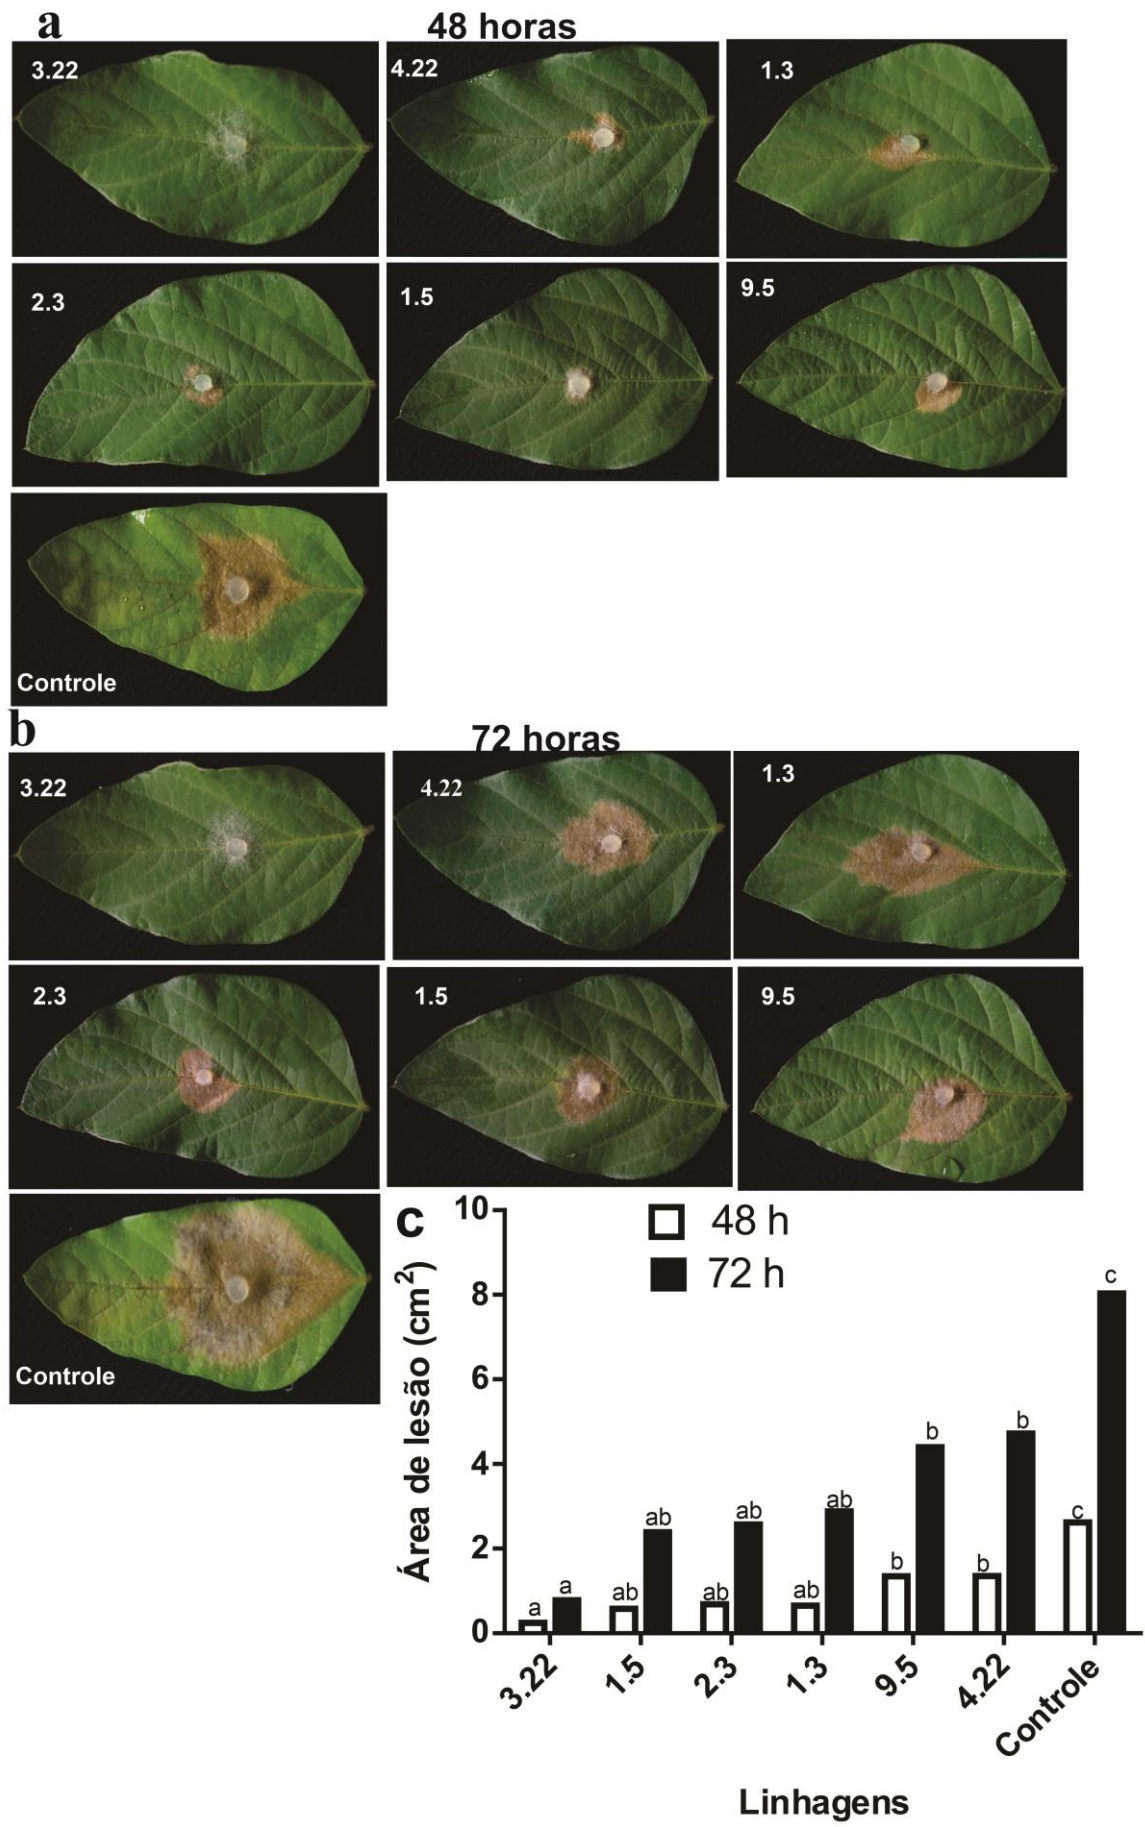 a
48 horas
3.22
4.22
1.3
2.3
1.5
9.5
Controle
b
72 horas
3.22
4.22
1.3
2.3
1.5
9.5
Controle
c
48 h
72 h
Área de lesão (cm²)
10
8
6
4
2
0
a a
ab ab
ab ab
ab ab
b b
b b
c c
3.22 1.5 2.3 1.3 9.5 4.22 Controle
Linhagens